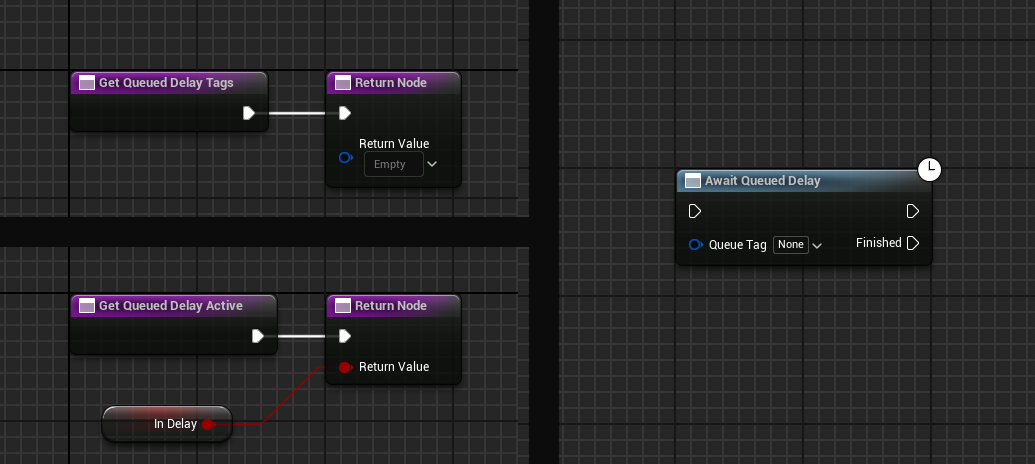 Get Queued Delay Tags
Return Node
Return Value
Empty
Get Queued Delay Active
Return Node
Return Value
In Delay
Await Queued Delay
Queue Tag None
Finished